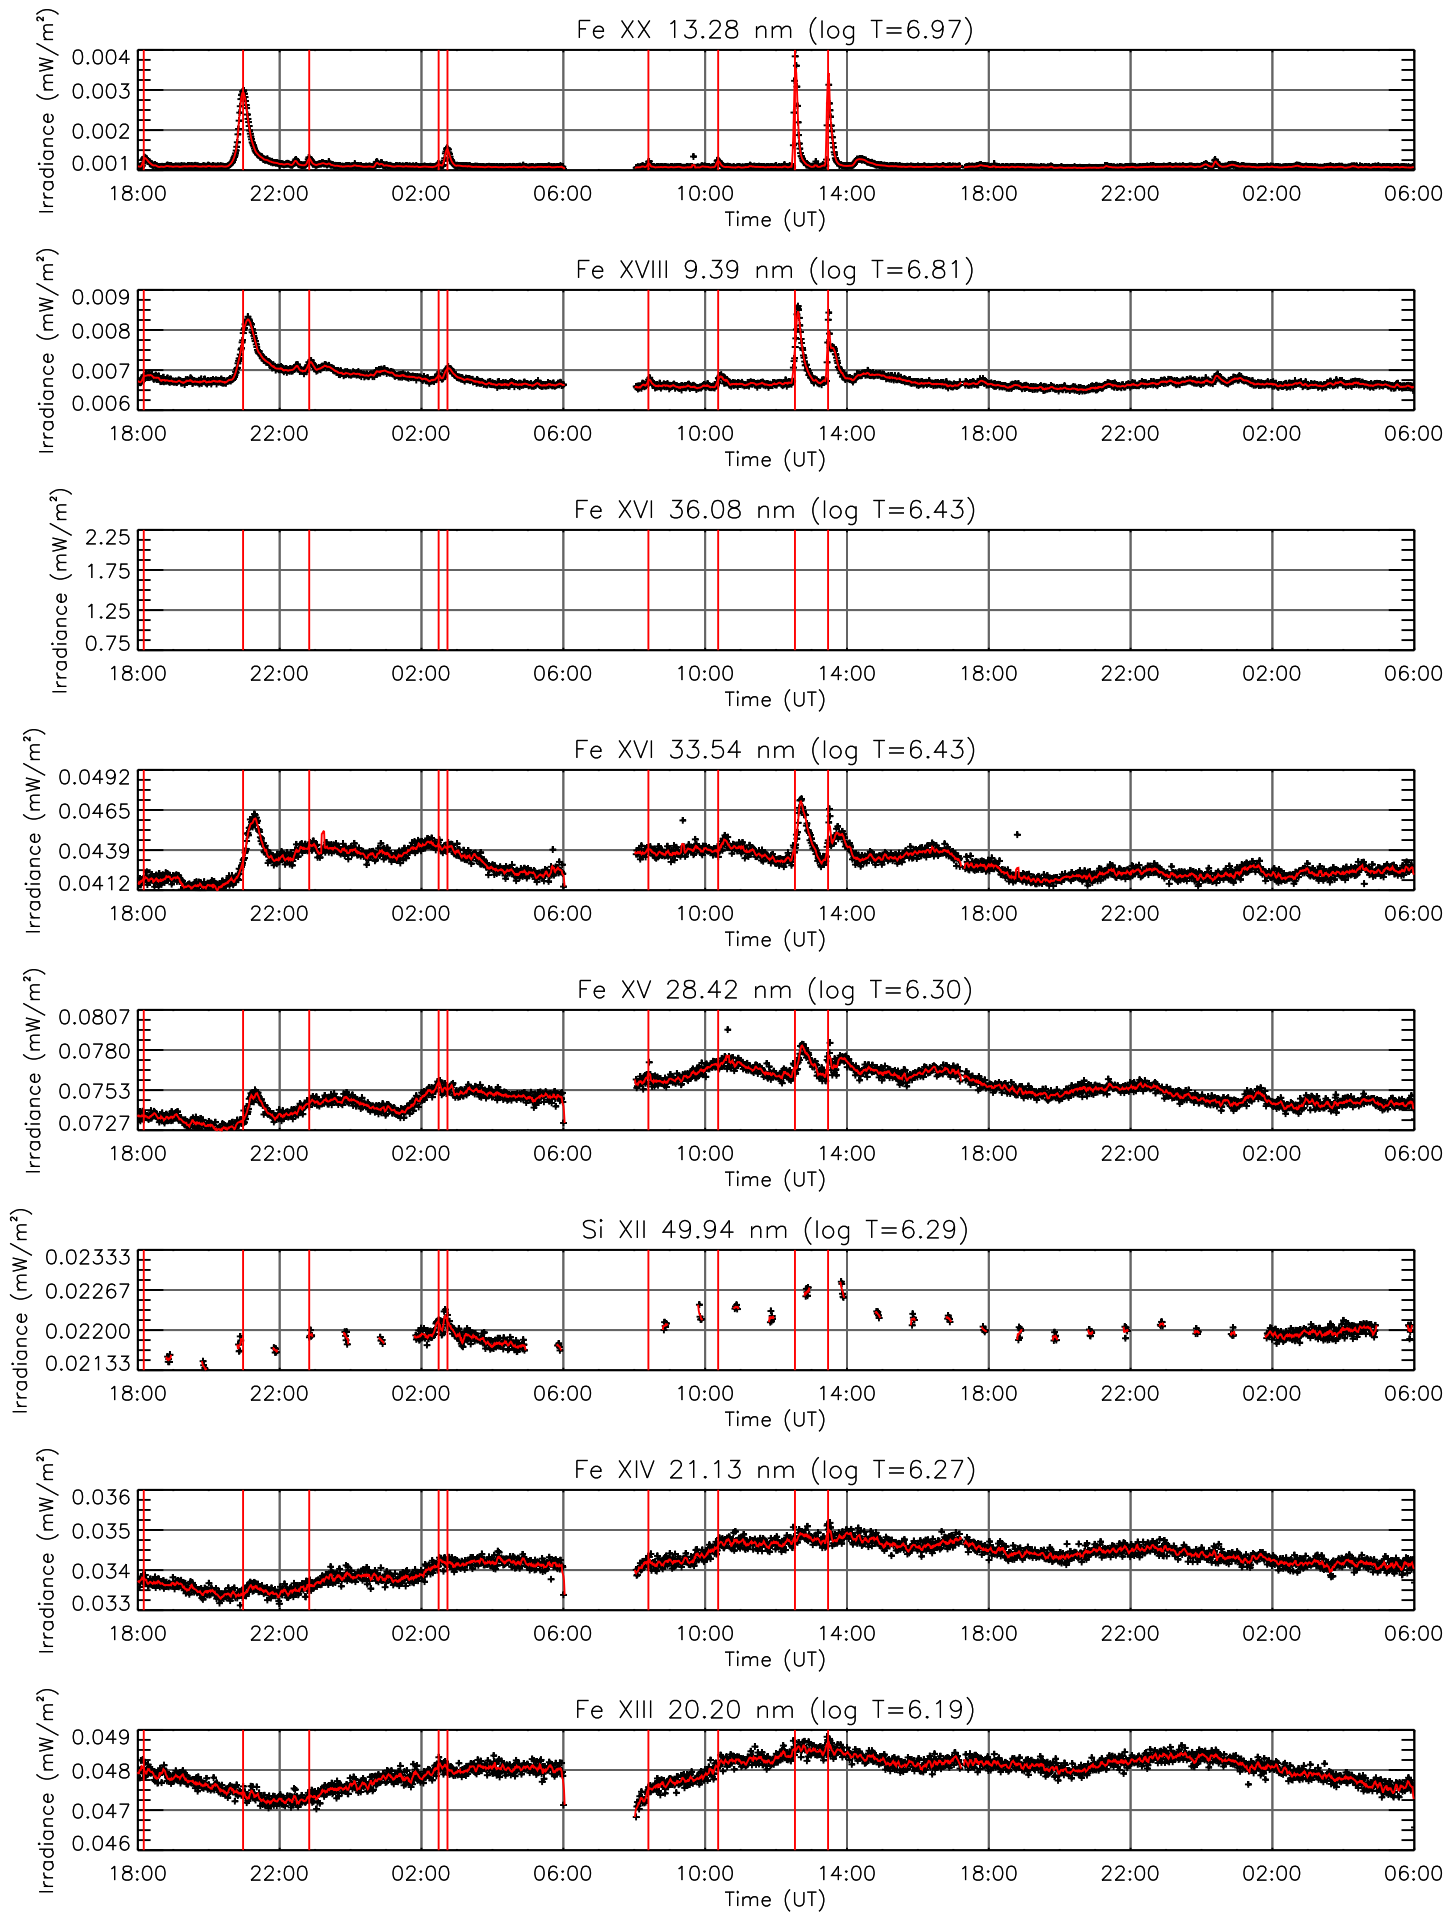 Fe XX 13.28 nm (log T=6.97)
Irradiance (mW/m²)
0.004
0.003
0.002
0.001
18:00 22:00 02:00 06:00 10:00 14:00 18:00 22:00 02:00 06:00
Time (UT)
Fe XVIII 9.39 nm (log T=6.81)
Irradiance (mW/m²)
0.009
0.008
0.007
0.006
18:00 22:00 02:00 06:00 10:00 14:00 18:00 22:00 02:00 06:00
Time (UT)
Fe XVI 36.08 nm (log T=6.43)
Irradiance (mW/m²)
2.25
1.75
1.25
0.75
18:00 22:00 02:00 06:00 10:00 14:00 18:00 22:00 02:00 06:00
Time (UT)
Fe XVI 33.54 nm (log T=6.43)
Irradiance (mW/m²)
0.0492
0.0465
0.0439
0.0412
18:00 22:00 02:00 06:00 10:00 14:00 18:00 22:00 02:00 06:00
Time (UT)
Fe XV 28.42 nm (log T=6.30)
Irradiance (mW/m²)
0.0807
0.0780
0.0753
0.0727
18:00 22:00 02:00 06:00 10:00 14:00 18:00 22:00 02:00 06:00
Time (UT)
Si XII 49.94 nm (log T=6.29)
Irradiance (mW/m²)
0.02333
0.02267
0.02200
0.02133
18:00 22:00 02:00 06:00 10:00 14:00 18:00 22:00 02:00 06:00
Time (UT)
Fe XIV 21.13 nm (log T=6.27)
Irradiance (mW/m²)
0.036
0.035
0.034
0.033
18:00 22:00 02:00 06:00 10:00 14:00 18:00 22:00 02:00 06:00
Time (UT)
Fe XIII 20.20 nm (log T=6.19)
Irradiance (mW/m²)
0.049
0.048
0.047
0.046
18:00 22:00 02:00 06:00 10:00 14:00 18:00 22:00 02:00 06:00
Time (UT)